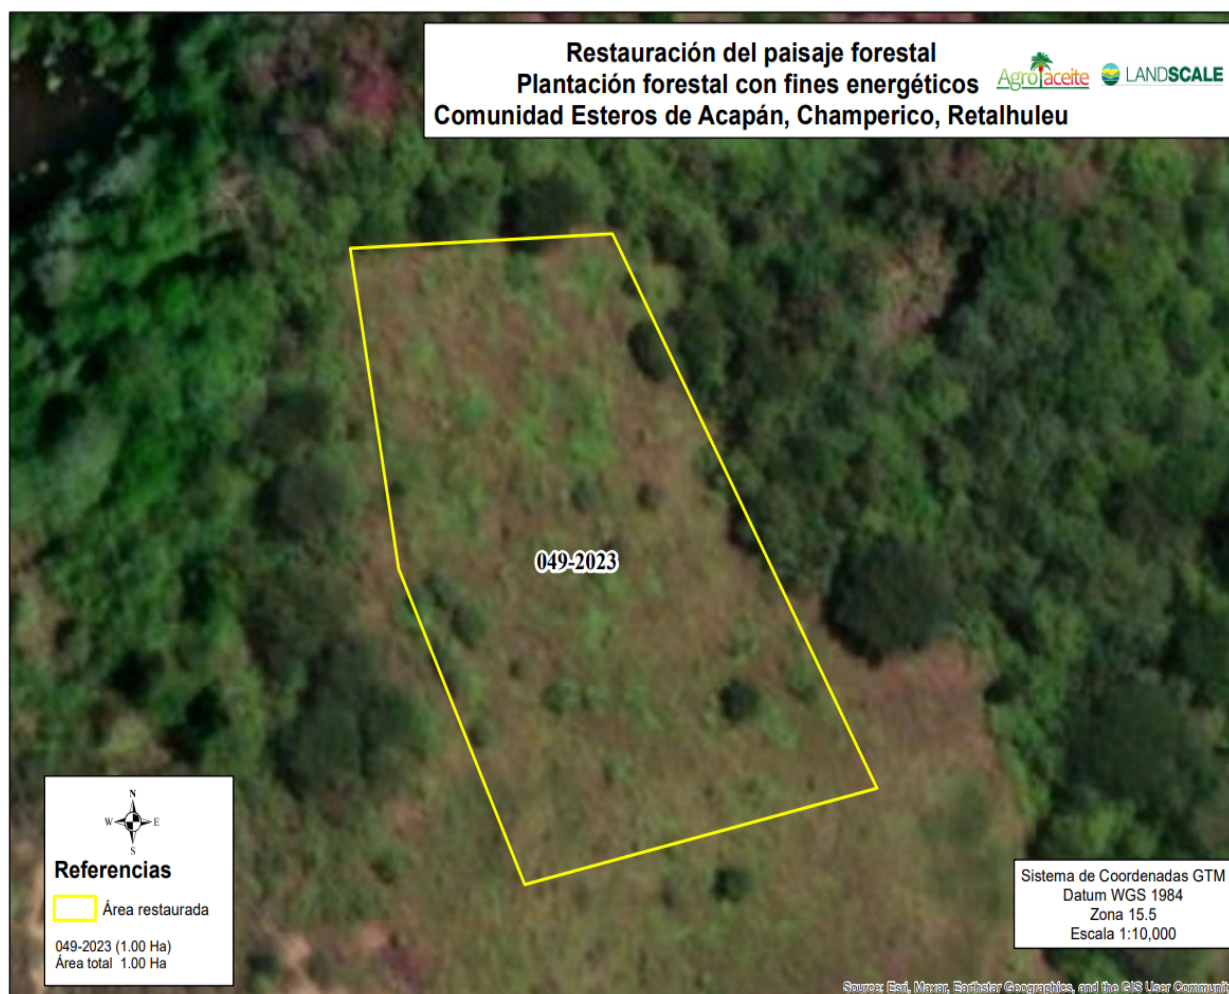 Restauración del paisaje forestal
Plantación forestal con fines energéticos
Comunidad Esteros de Acapán, Champerico, Retalhuleu
Agroaceite
LANDSCALE
049-2023
N
W E
S
Referencias
Área restaurada
049-2023 (1.00 Ha)
Área total 1.00 Ha
Sistema de Coordenadas GTM
Datum WGS 1984
Zona 15.5
Escala 1:10,000
Source: Esri, Maxar, Earthstar Geographics, and the GIS User Communit